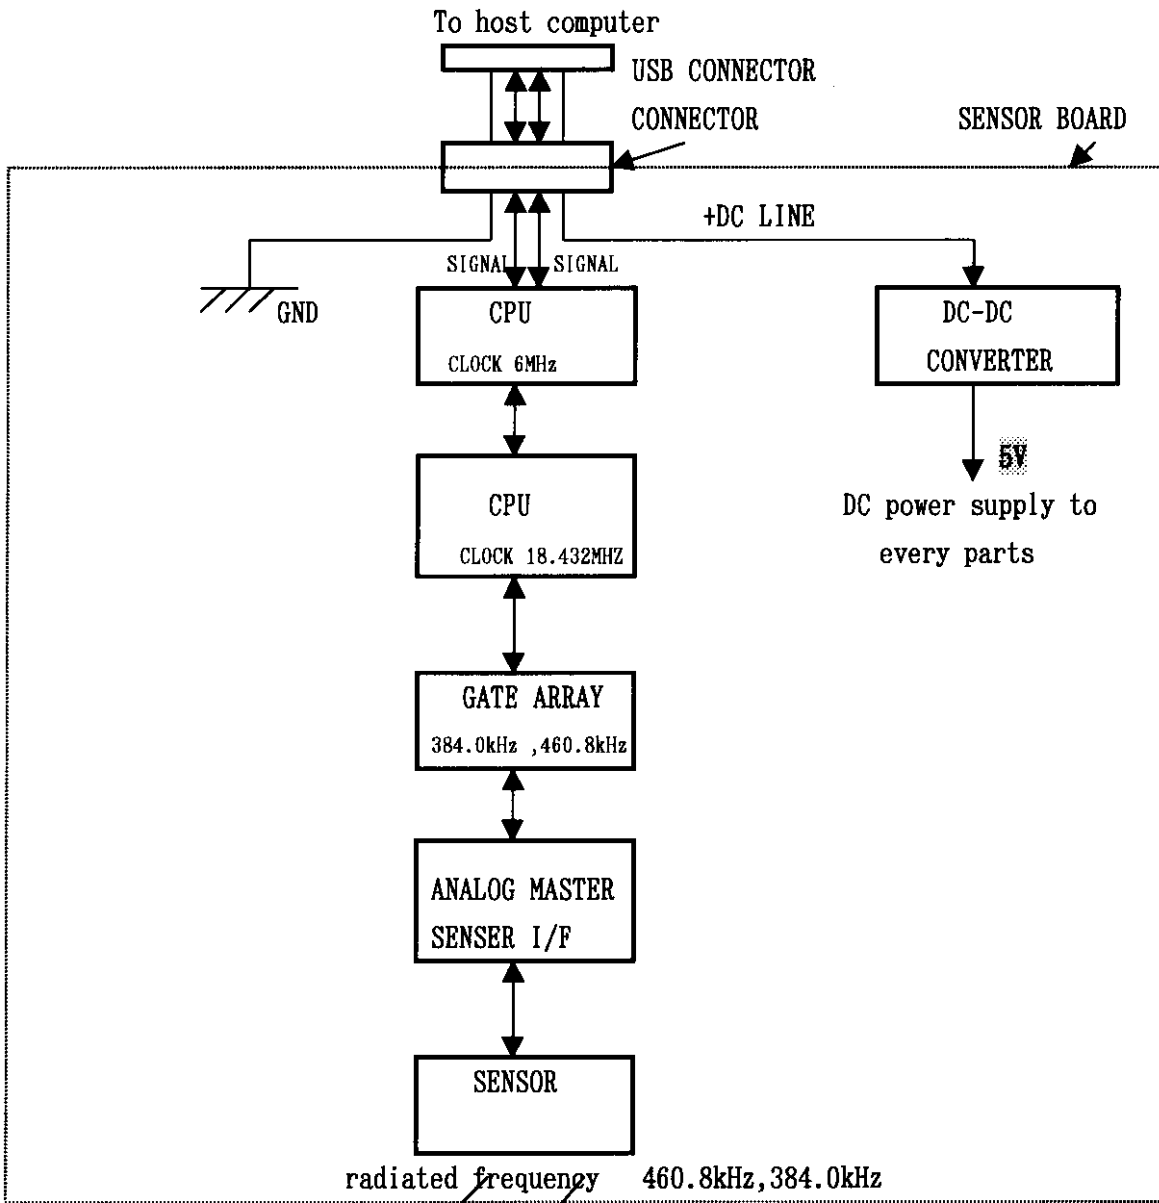 To host computer
USB CONNECTOR
CONNECTOR
SENSOR BOARD
+DC LINE
SIGNAL
SIGNAL
GND
CPU
CLOCK 6MHz
DC-DC
CONVERTER
5V
DC power supply to
every parts
CPU
CLOCK 18.432MHZ
GATE ARRAY
384.0kHz ,460.8kHz
ANALOG MASTER
SENSER I/F
SENSOR
radiated frequency 460.8kHz,384.0kHz